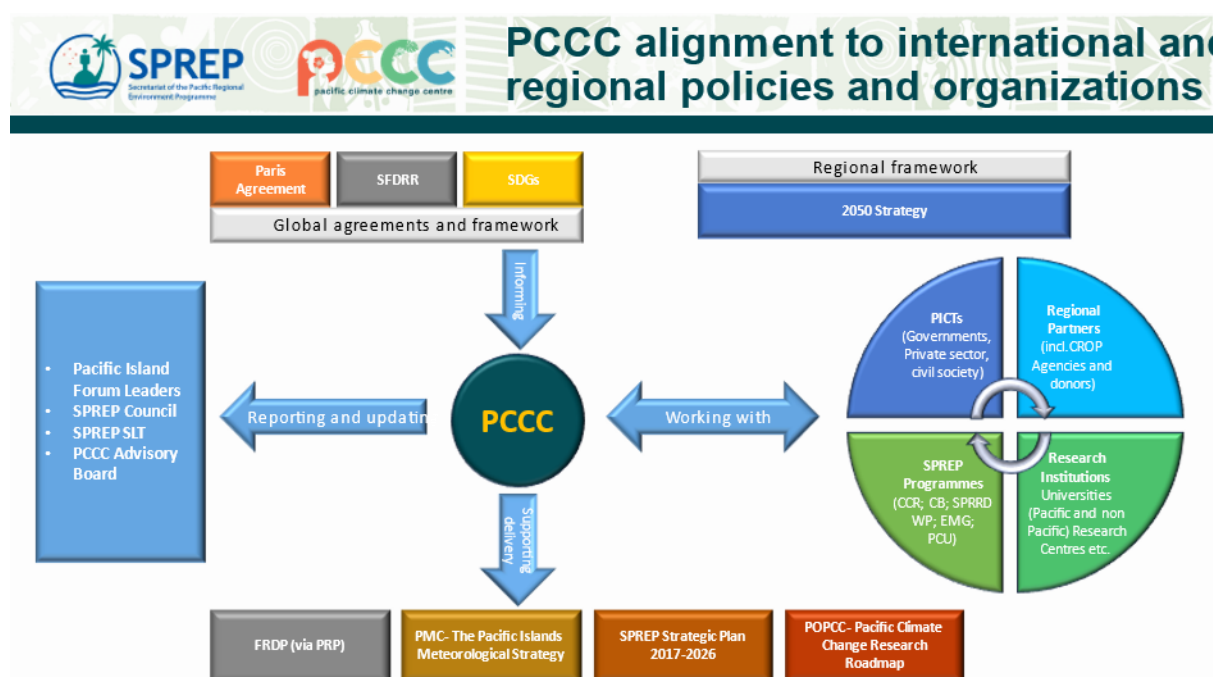 SPREP
Secretariat of the Pacific Regional
Environment Programme
PCCC
pacific climate change centre
PCCC alignment to international an
regional policies and organizations
Paris
Agreement
SFDRR
SDGs
Global agreements and framework
Regional framework
2050 Strategy
Informing
• Pacific Island
Forum Leaders
• SPREP Council
• SPREP SLT
• PCCC Advisory
Board
Reporting and updatin
PCCC
Working with
PICTs
(Governments,
Private sector,
civil society)
Regional
Partners
(incl.CROP
Agencies and
donors)
SPREP
Programmes
(CCR; CB; SPRRD
WP; EMG;
PCU)
Research
Institutions
Universities
(Pacific and non
Pacific) Research
Centres etc.
Supporting
delivery
FRDP (via PRP)
PMC- The Pacific Islands
Meteorological Strategy
SPREP Strategic Plan
2017-2026
POPCC- Pacific Climate
Change Research
Roadmap